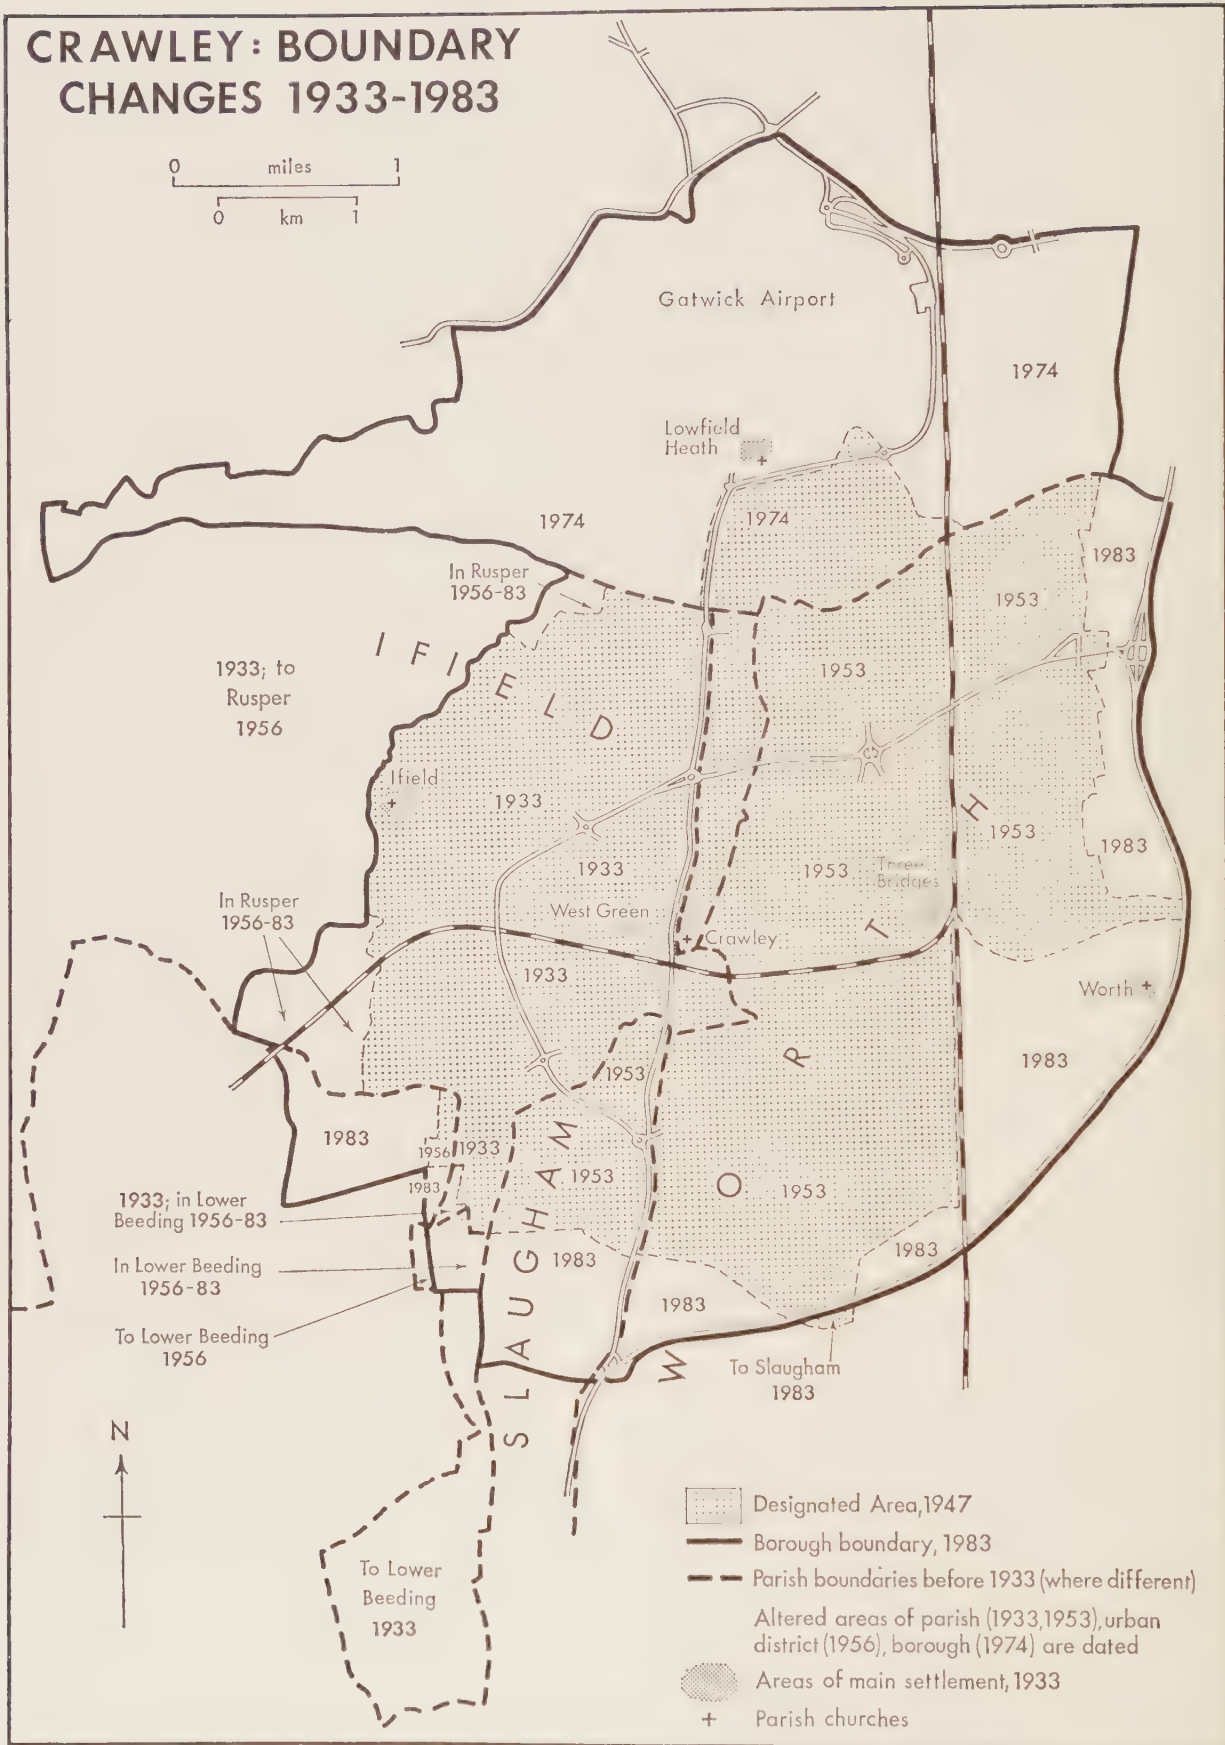 CRAWLEY: BOUNDARY
CHANGES 1933-1983
0 miles 1
0 km 1
Gatwick Airport
1974
Lowfield
Heath
1974
1974
1983
In Rusper
1956-83
1953
IFIELD
1933; to
Rusper
1956
1953
Ifield
1933
1953
1983
1933
1953
Three
Bridges
In Rusper
1956-83
West Green
Crawley
1933
Worth
1983
1953
WORTH
1983
1956
1933
1983
1953
1953
SLAUGHAM
1933; in Lower
Beeding 1956-83
1983
1983
In Lower Beeding
1956-83
1983
To Lower Beeding
1956
To Slaugham
1983
N
To Lower
Beeding
1933
Designated Area, 1947
Borough boundary, 1983
Parish boundaries before 1933 (where different)
Altered areas of parish (1933,1953), urban
district (1956), borough (1974) are dated
Areas of main settlement, 1933
Parish churches